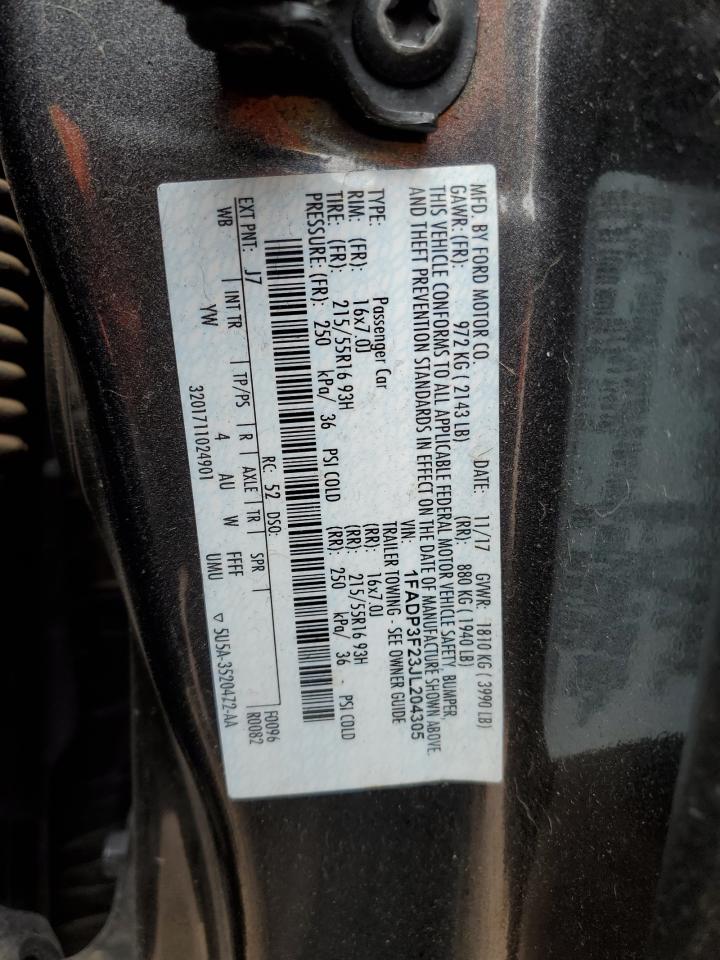 MFD. BY FORD MOTOR CO. DATE: 11/17 GVWR: 1810 KG ( 3990 LB)
GAWR: (FR): 972 KG ( 2143 LB) (RR): 880 KG ( 1940 LB)
THIS VEHICLE CONFORMS TO ALL APPLICABLE FEDERAL MOTOR VEHICLE SAFETY, BUMPER,
AND THEFT PREVENTION STANDARDS IN EFFECT ON THE DATE OF MANUFACTURE SHOWN ABOVE.
VIN: 1FADP3F23JL204305
TYPE: Passenger Car TRAILER TOWING - SEE OWNER GUIDE
RIM: (FR): 16x7.0J (RR): 16x7.0J
TIRE: (FR): 215/55R16 93H (RR): 215/55R16 93H
PRESSURE: (FR): 250 kPa/ 36 PSI COLD (RR): 250 kPa/ 36 PSI COLD
RC: 52 DSO: F0096
EXT PNT: J7 R0082
WB | INT TR | TP/PS | R | AXLE | TR | SPR |
YW 4 AU W FFFF
3201711024901 UMU ▽ 5U5A-3520472-AA